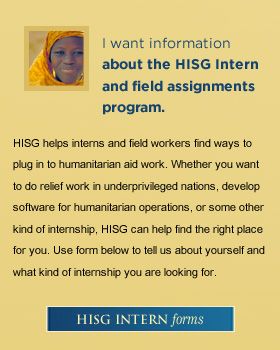 I want information
about the HISG Intern
and field assignments
program.
HISG helps interns and field workers find ways to
plug in to humanitarian aid work. Whether you want
to do relief work in underprivileged nations, develop
software for humanitarian operations, or some other
kind of internship, HISG can help find the right place
for you. Use form below to tell us about yourself and
what kind of internship you are looking for.
HISG INTERN forms